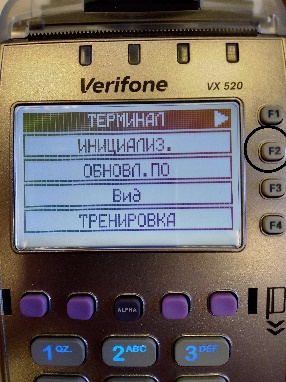 Verifone
VX 520
ТЕРМИНАЛ
F1
ИНИЦИАЛИЗ.
F2
ОБНОВЛ.ПО
Вид
F3
ТРЕНИРОВКА
F4
ALPHA
1 QZ.
2 ABC
3 DEF